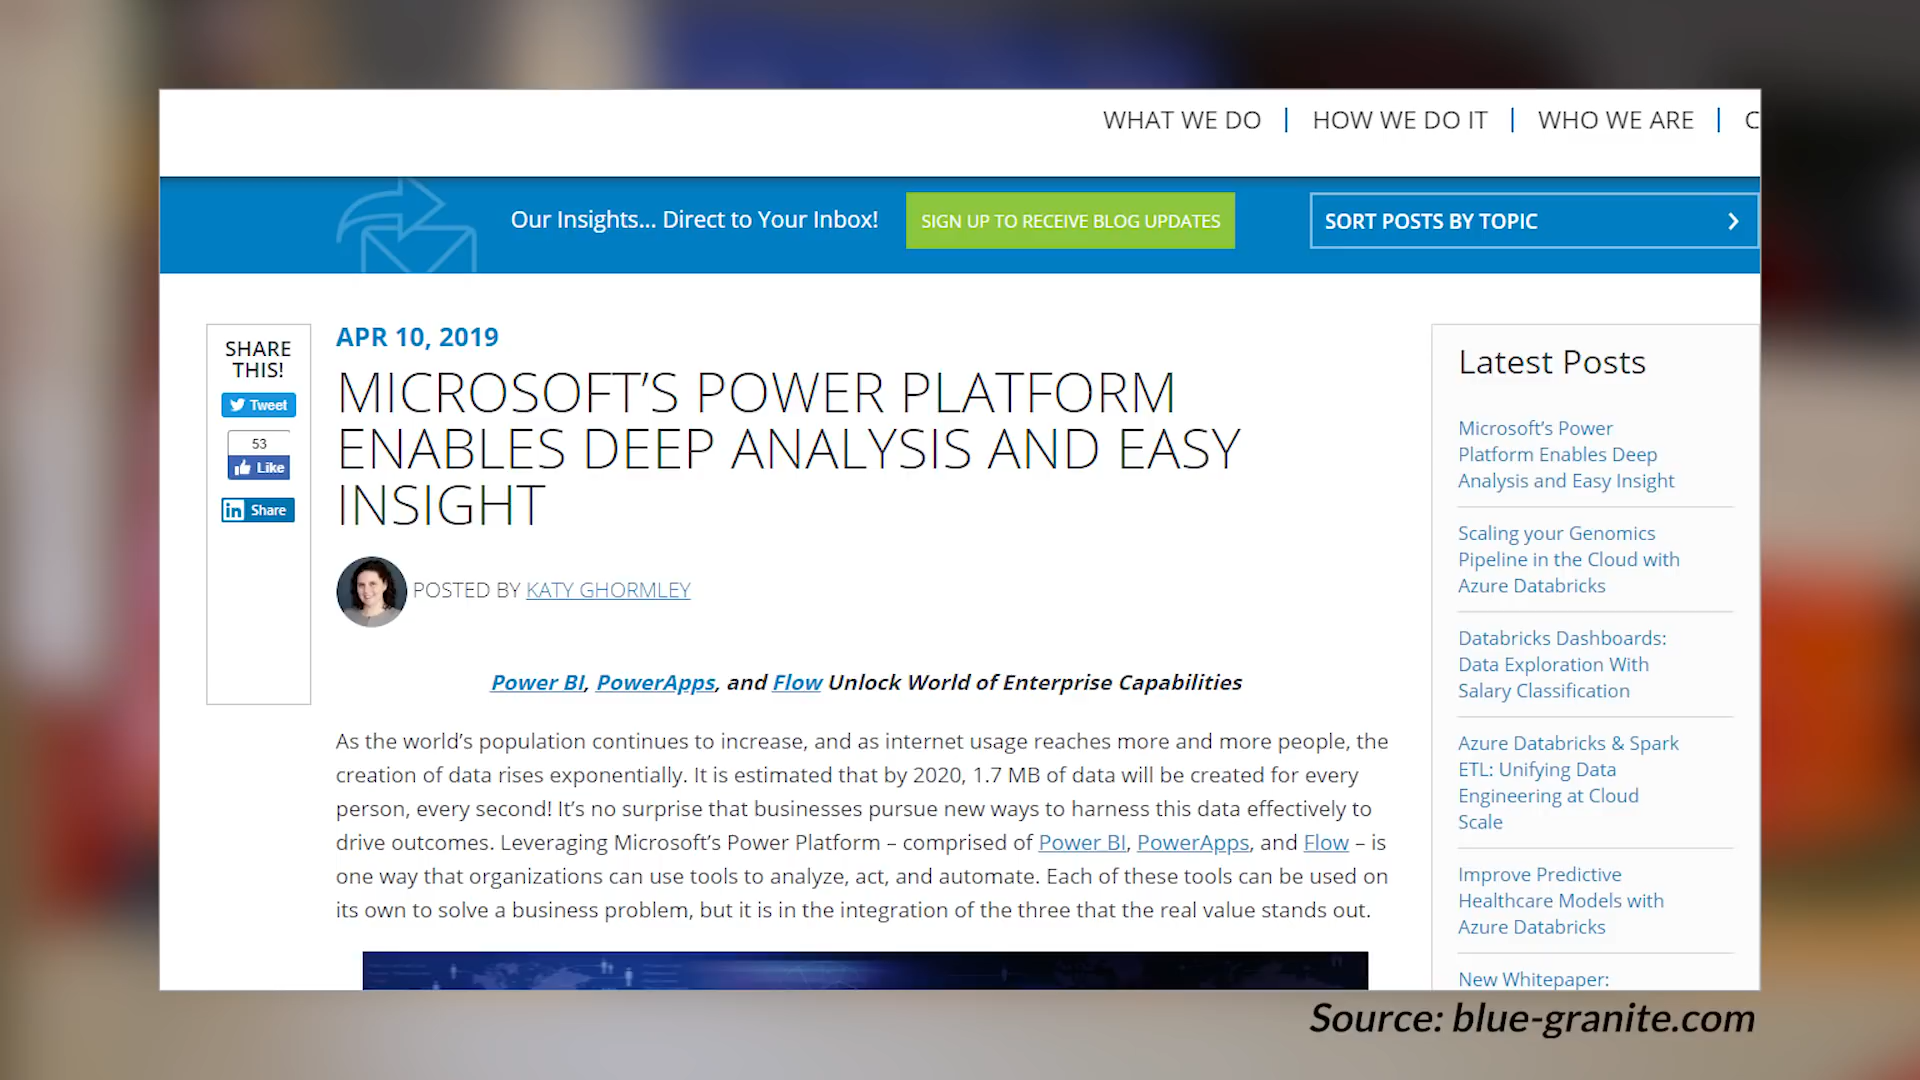 WHAT WE DO | HOW WE DO IT | WHO WE ARE | C
Our Insights... Direct to Your Inbox!
SIGN UP TO RECEIVE BLOG UPDATES
SORT POSTS BY TOPIC
SHARE
THIS!
Tweet
53
Like
in Share
APR 10, 2019
MICROSOFT'S POWER PLATFORM
ENABLES DEEP ANALYSIS AND EASY
INSIGHT
POSTED BY KATY GHORMLEY
Power BI, PowerApps, and Flow Unlock World of Enterprise Capabilities
As the world's population continues to increase, and as internet usage reaches more and more people, the
creation of data rises exponentially. It is estimated that by 2020, 1.7 MB of data will be created for every
person, every second! It's no surprise that businesses pursue new ways to harness this data effectively to
drive outcomes. Leveraging Microsoft's Power Platform – comprised of Power BI, PowerApps, and Flow – is
one way that organizations can use tools to analyze, act, and automate. Each of these tools can be used on
its own to solve a business problem, but it is in the integration of the three that the real value stands out.
Latest Posts
Microsoft's Power
Platform Enables Deep
Analysis and Easy Insight
Scaling your Genomics
Pipeline in the Cloud with
Azure Databricks
Databricks Dashboards:
Data Exploration With
Salary Classification
Azure Databricks & Spark
ETL: Unifying Data
Engineering at Cloud
Scale
Improve Predictive
Healthcare Models with
Azure Databricks
New Whitepaper:
Source: blue-granite.com